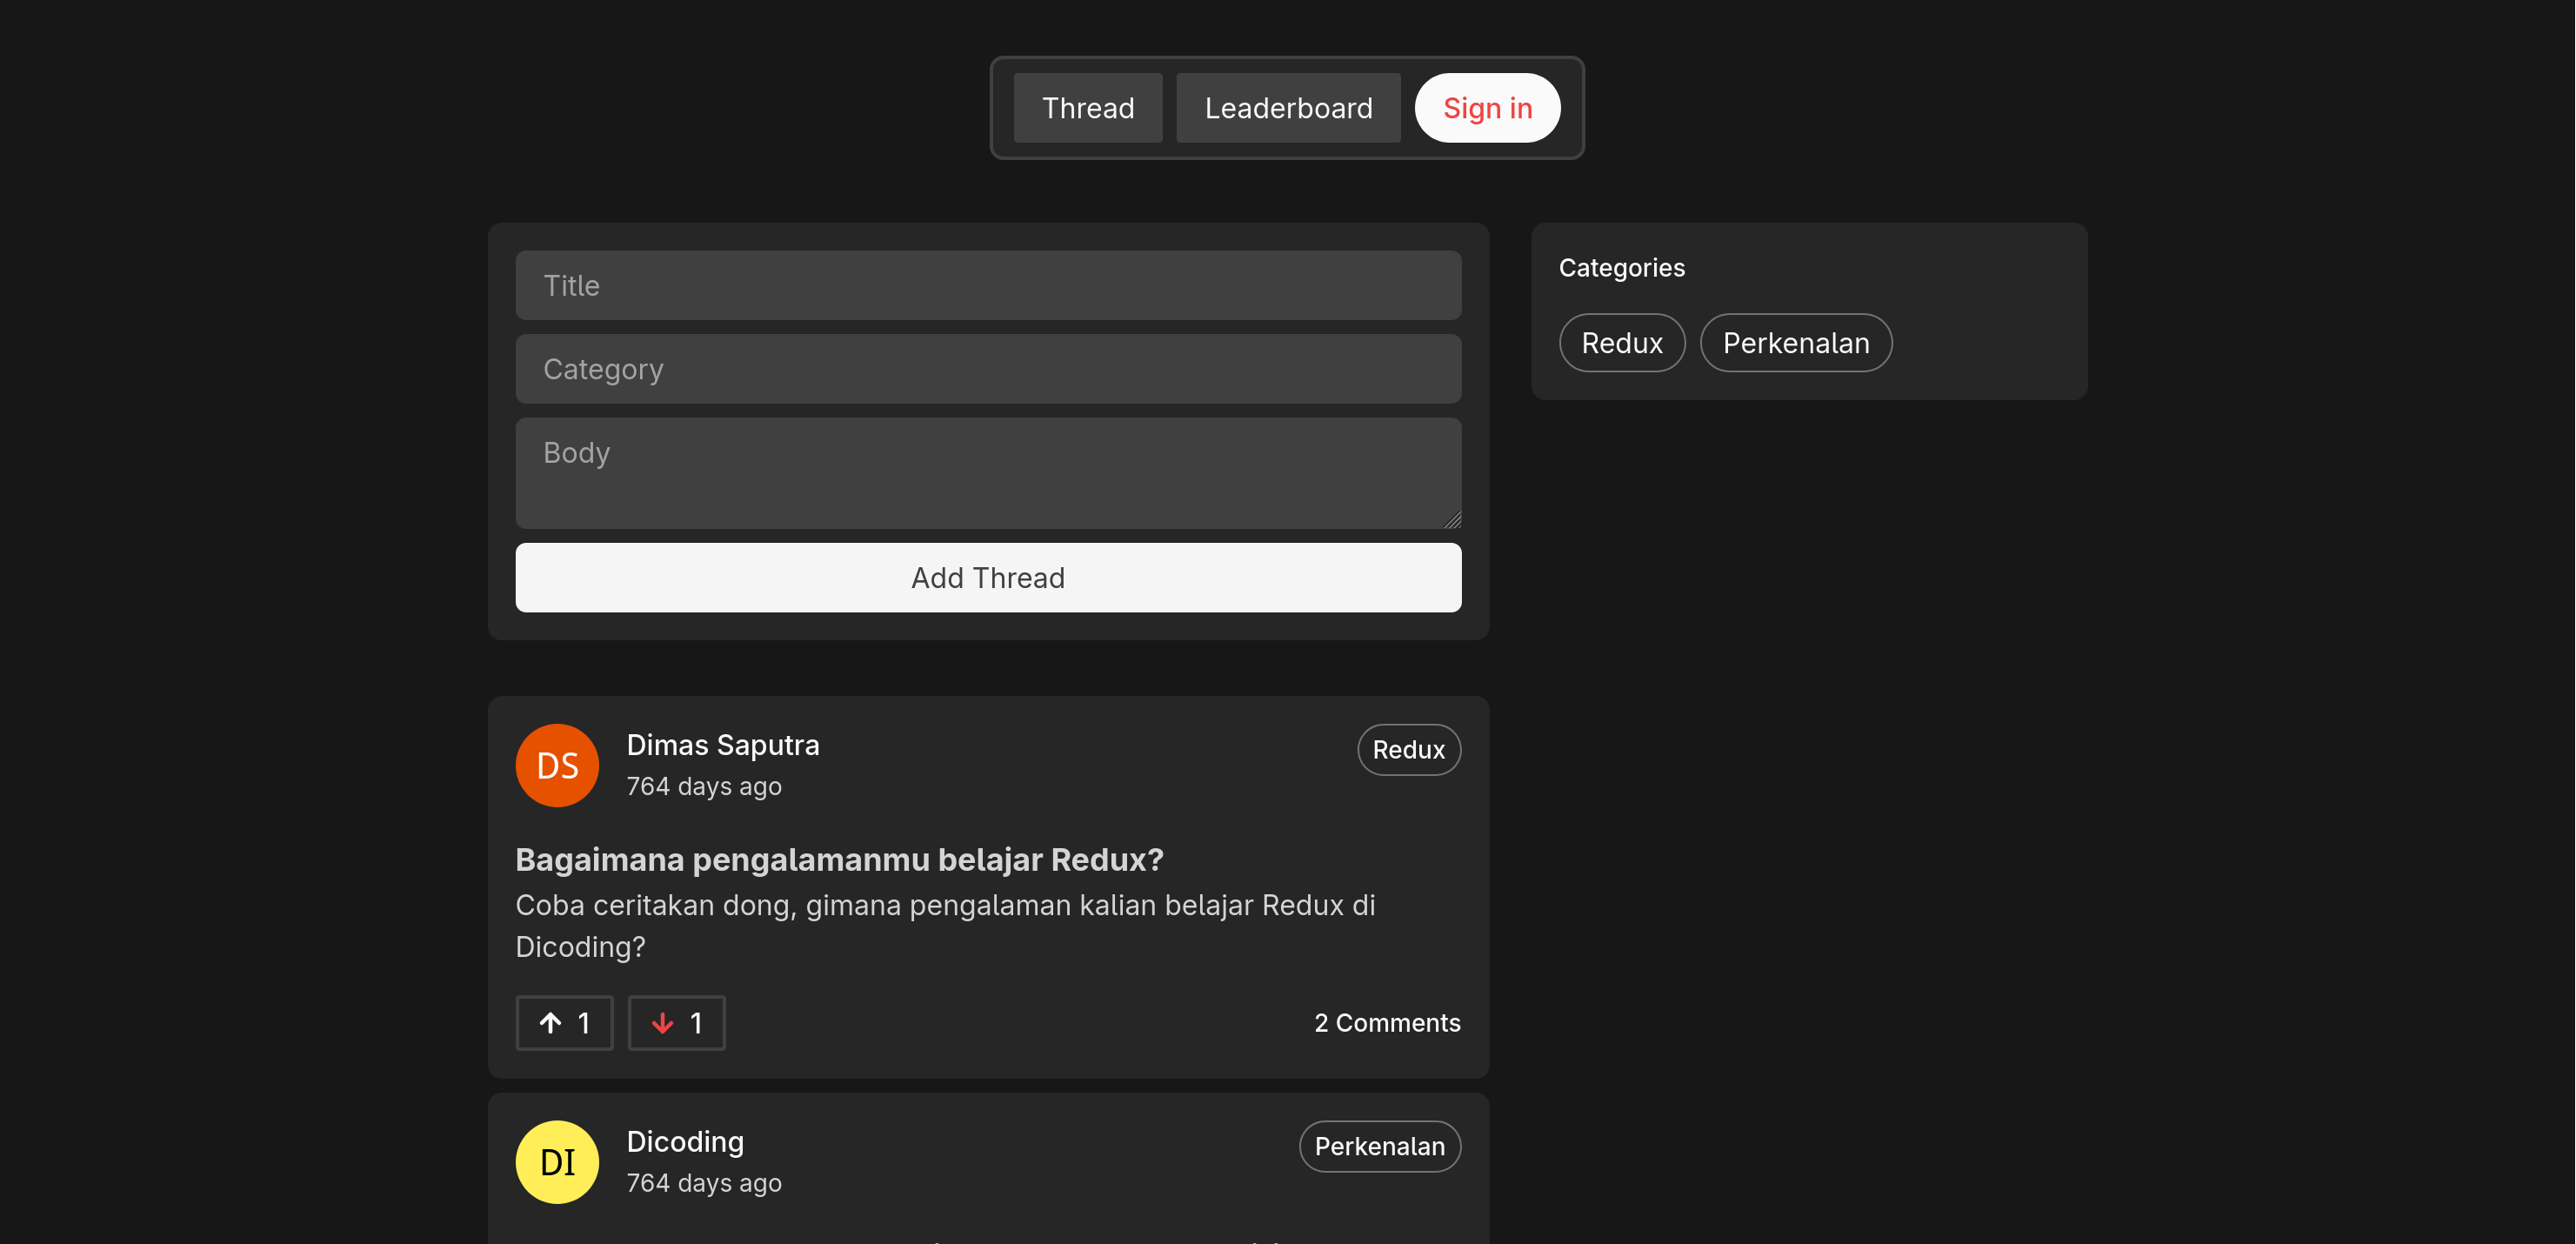 Thread
Leaderboard
Sign in
Title
Category
Body
Add Thread
Categories
Redux
Perkenalan
DS
Dimas Saputra
764 days ago
Redux
Bagaimana pengalamanmu belajar Redux?
Coba ceritakan dong, gimana pengalaman kalian belajar Redux di
Dicoding?
1
1
2 Comments
DI
Dicoding
764 days ago
Perkenalan